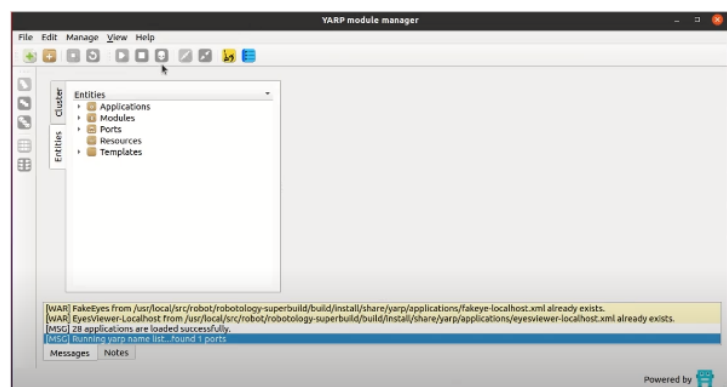 YARP module manager
File Edit Manage View Help
Cluster
Entities
Entities
Applications
Modules
Ports
Resources
Templates
[WAR] FakeEyes from /usr/local/src/robot/robotology-superbuild/build/install/share/yarp/applications/fakeye-localhost.xml already exists.
[WAR] EyesViewer-Localhost from /usr/local/src/robot/robotology-superbuild/build/install/share/yarp/applications/eyesviewer-localhost.xml already exists.
[MSG] 28 applications are loaded successfully.
[MSG] Running yarp name list...found 1 ports
Messages Notes
Powered by